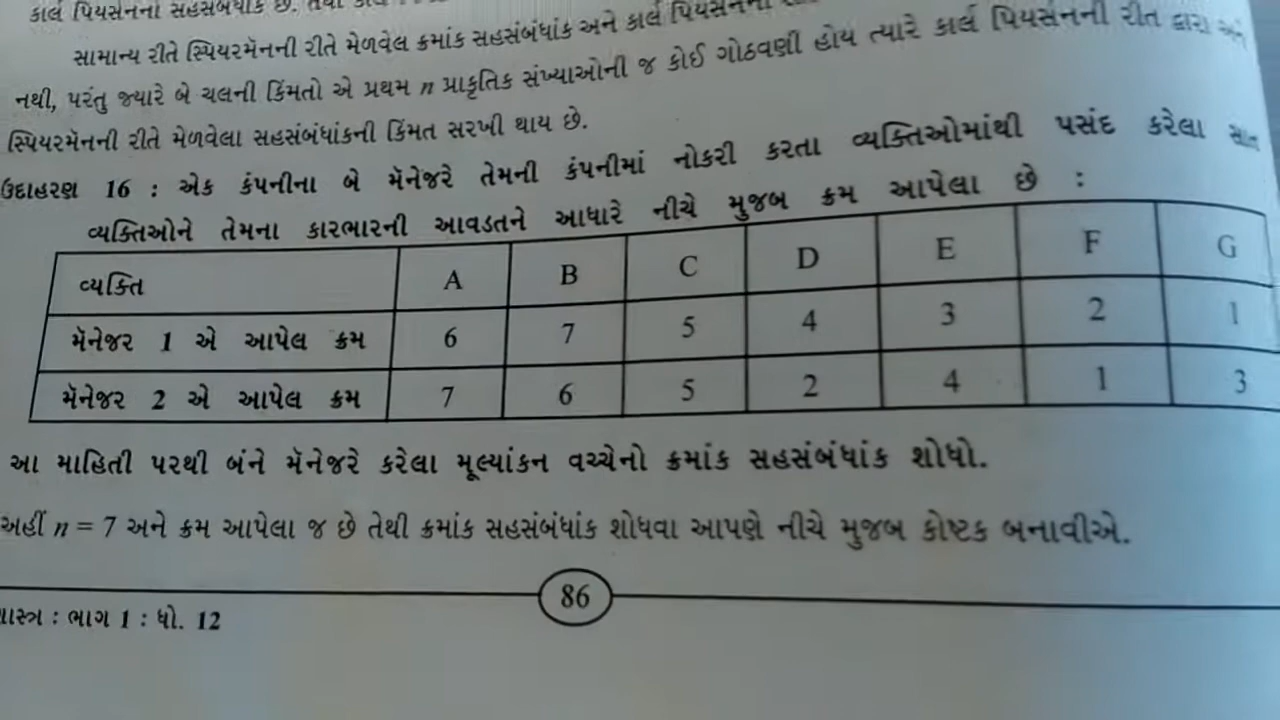 કાર્લ પિયર્સનના સહસંબંધાંક છે. તેથી
સામાન્ય રીતે સ્પિયરમૅનની રીતે મેળવેલ ક્રમાંક સહસંબંધાંક અને કાર્લ પિયર્સનની
નથી, પરંતુ જ્યારે બે ચલની કિંમતો એ પ્રથમ n પ્રાકૃતિક સંખ્યાઓની જ કોઈ ગોઠવણી હોય ત્યારે કાર્લ પિયર્સનની રીત દ્વારા અને
સ્પિયરમૅનની રીતે મેળવેલા સહસંબંધાંકની કિંમત સરખી થાય છે.
ઉદાહરણ 16 : એક કંપનીના બે મૅનેજરે તેમની કંપનીમાં નોકરી કરતા વ્યક્તિઓમાંથી પસંદ કરેલા સાત
વ્યક્તિઓને તેમના કારભારની આવડતને આધારે નીચે મુજબ ક્રમ આપેલા છે :
વ્યક્તિ A B C D E F G
મૅનેજર 1 એ આપેલ ક્રમ 6 7 5 4 3 2 1
મૅનેજર 2 એ આપેલ ક્રમ 7 6 5 2 4 1 3
આ માહિતી પરથી બંને મૅનેજરે કરેલા મૂલ્યાંકન વચ્ચેનો ક્રમાંક સહસંબંધાંક શોધો.
અહીં n = 7 અને ક્રમ આપેલા જ છે તેથી ક્રમાંક સહસંબંધાંક શોધવા આપણે નીચે મુજબ કોષ્ટક બનાવીએ.
86
: ભાગ 1 : ધો. 12